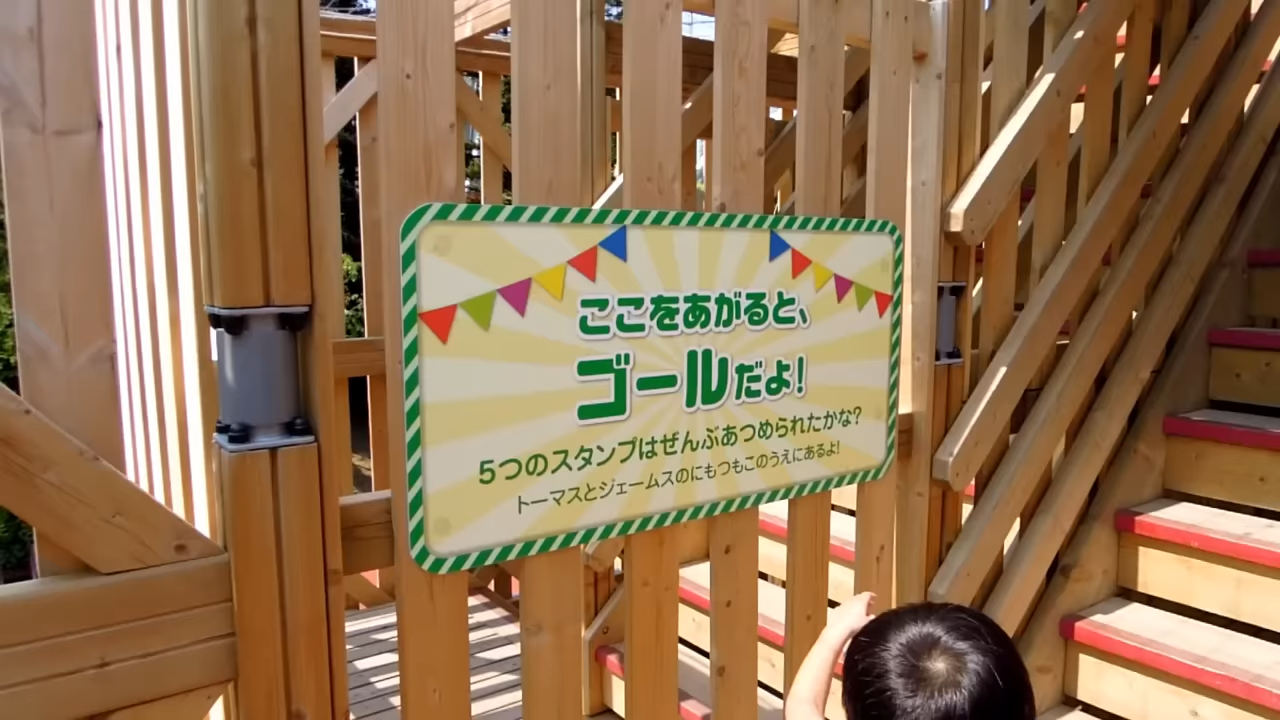 ここをあがると、
ゴールだよ!
5つのスタンプはぜんぶあつめられたかな?
トーマスとジェームスのにもつもこのうえにあるよ!